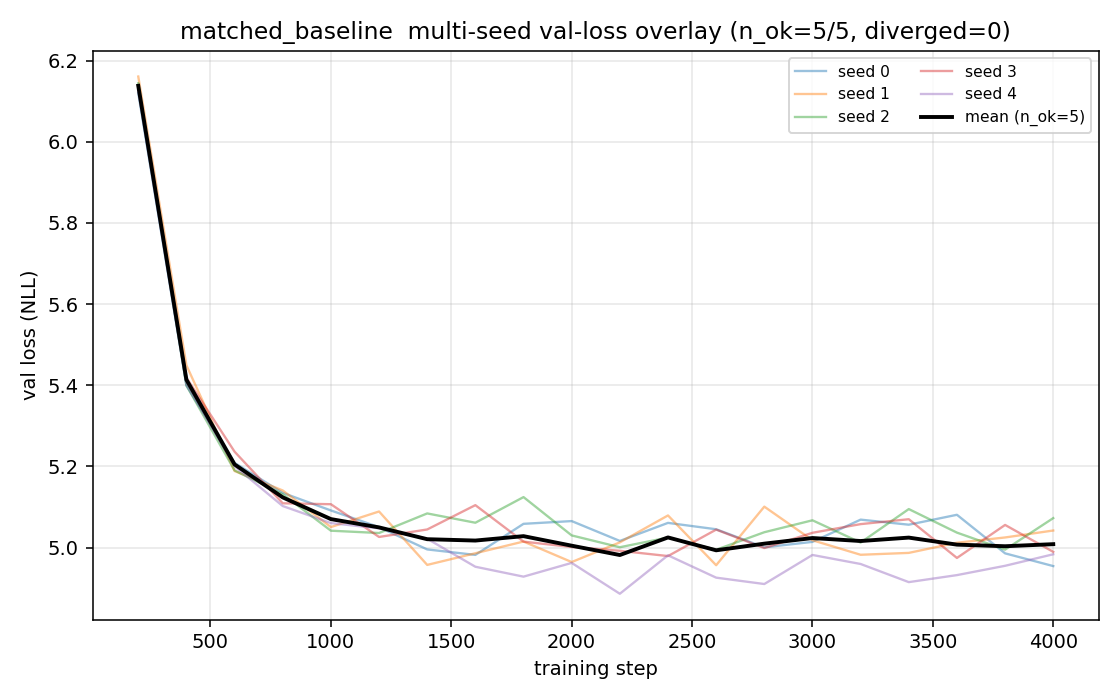 matched_baseline  multi-seed val-loss overlay (n_ok=5/5, diverged=0)
seed 0
seed 1
seed 2
seed 3
seed 4
mean (n_ok=5)
val loss (NLL)
6.2
6.0
5.8
5.6
5.4
5.2
5.0
500 1000 1500 2000 2500 3000 3500 4000
training step